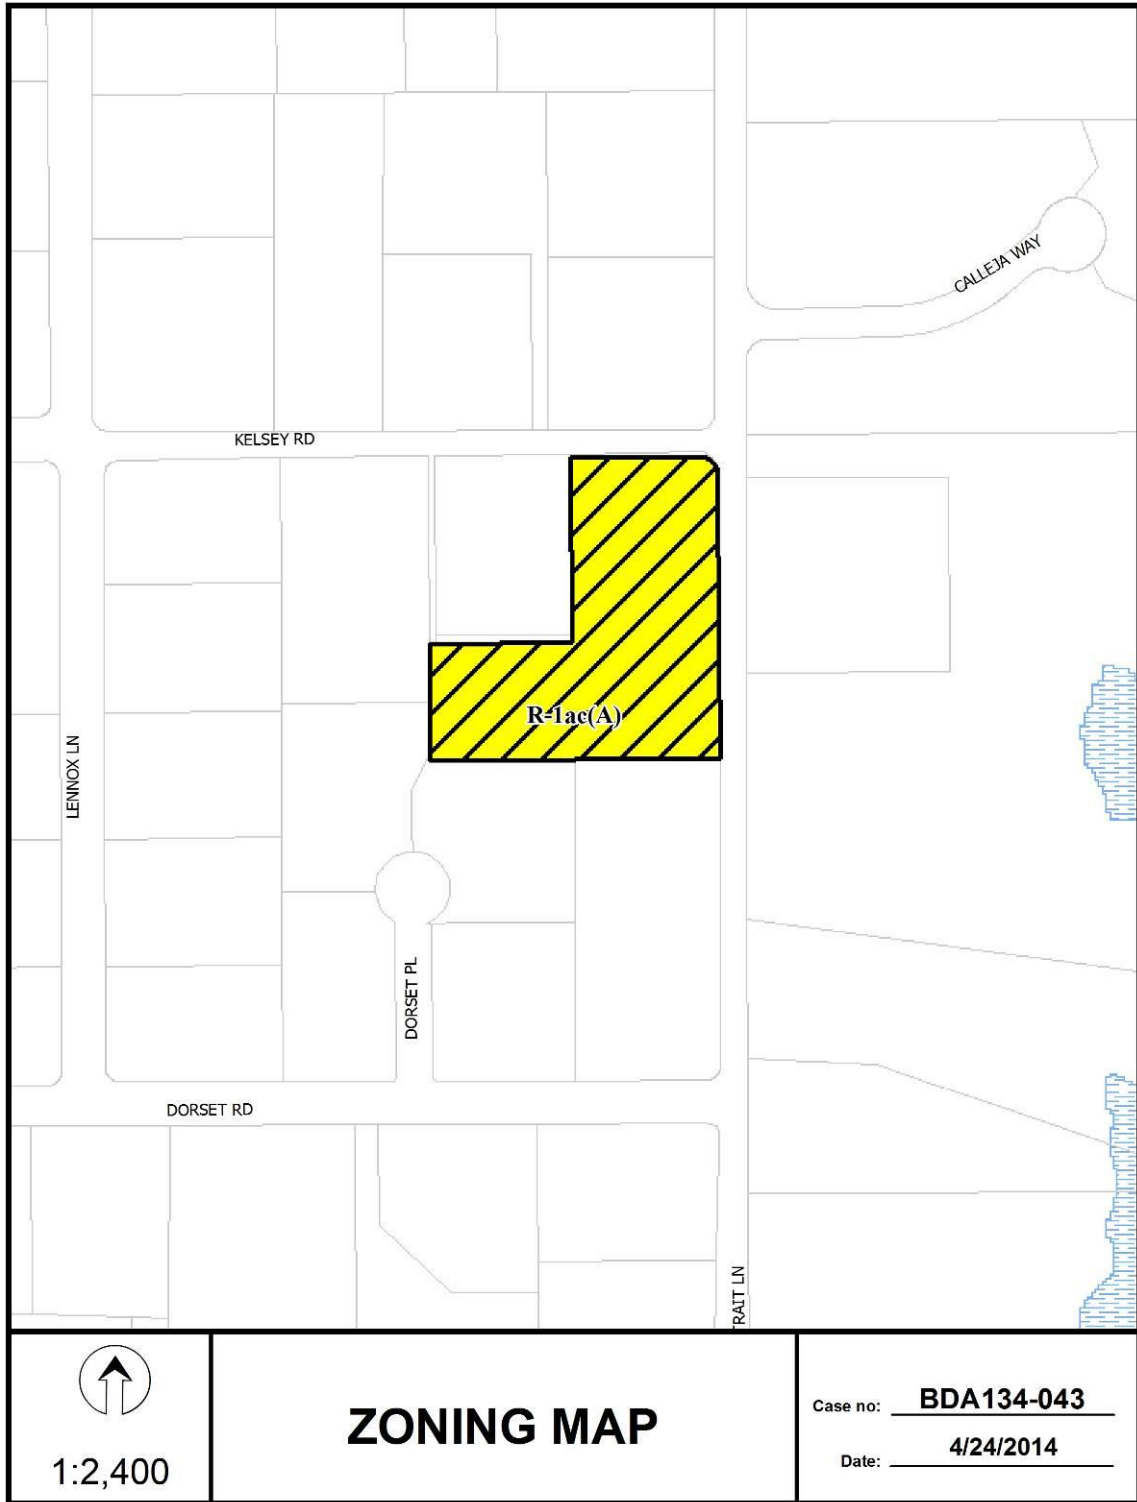 CALLEJA WAY
KELSEY RD
R-1ac(A)
LENNOX LN
DORSET PL
DORSET RD
TRAIT LN
1:2,400
ZONING MAP
Case no: BDA134-043
Date: 4/24/2014